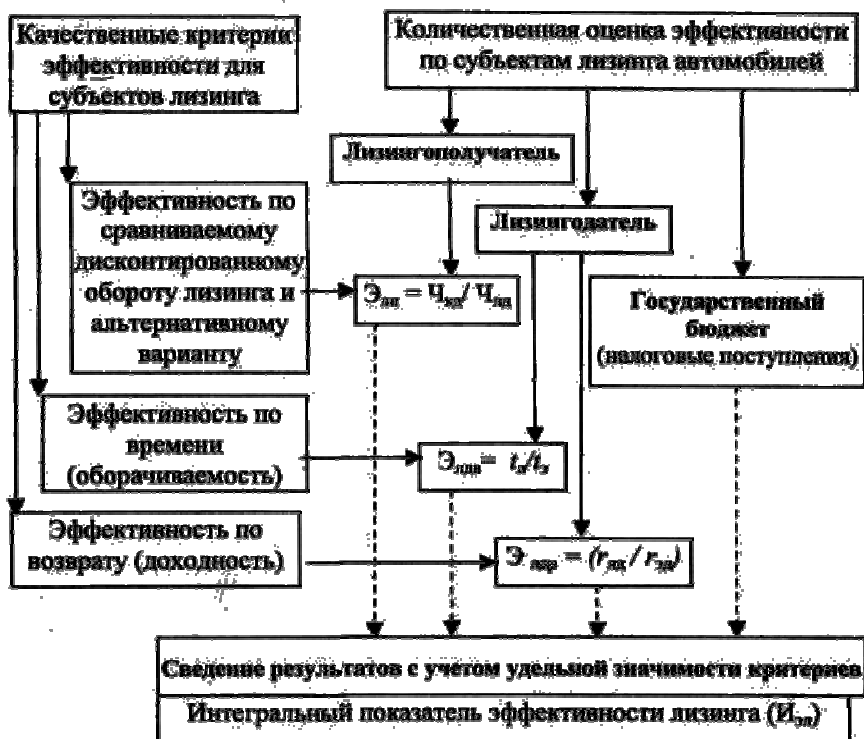 Качественные критерии
эффективности для
субъектов лизинга
Количественная оценка эффективности
по субъектам лизинга автомобилей
Лизингополучатель
Лизингодатель
Эффективность по
сравниваемому
дисконтированному
обороту лизинга и
альтернативному
варианту
Государственный
бюджет
(налоговые поступления)
Эффективность по
времени
(оборачиваемость)
Эффективность по
возврату (доходность)
Сведение результатов с учетом удельной значимости критериев
Интегральный показатель эффективности лизинга (Иэл)